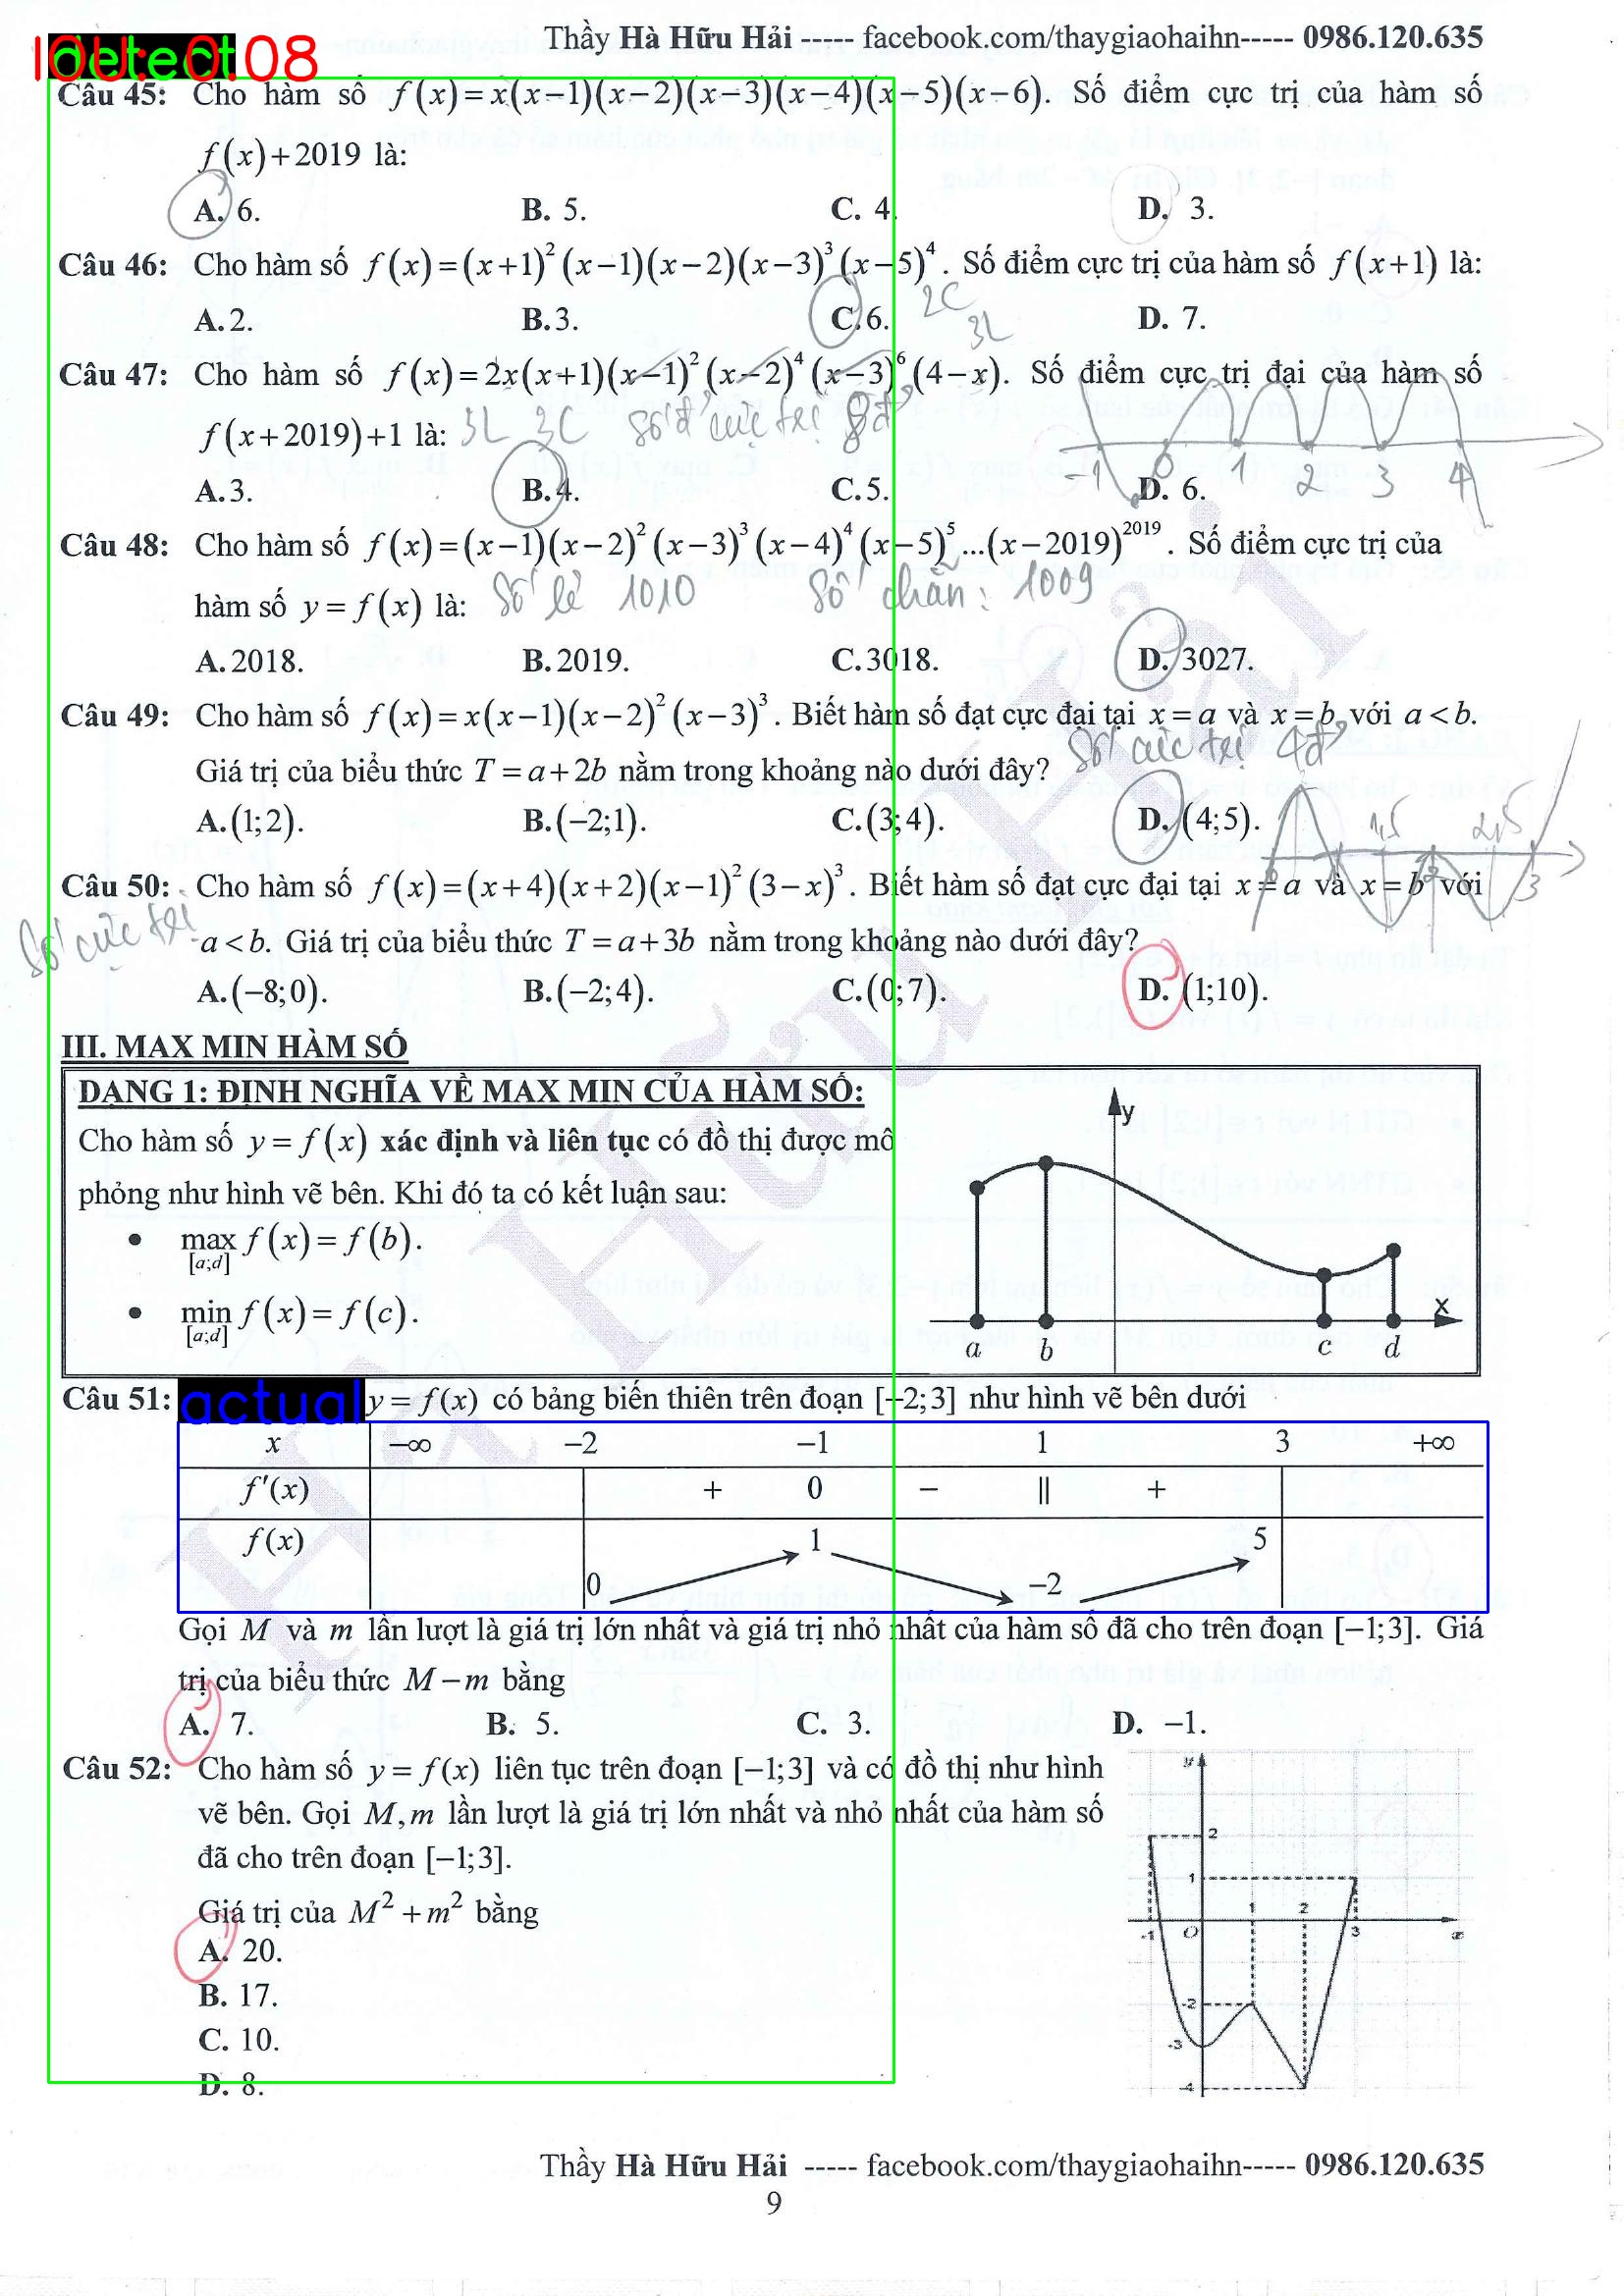 Thầy Hà Hữu Hải ----- facebook.com/thaygiaohaihn----- 0986.120.635
detect
IOU: 0.08
Câu 45: Cho hàm số f(x)=x(x−1)(x−2)(x−3)(x−4)(x−5)(x−6). Số điểm cực trị của hàm số
f(x)+2019 là:
A. 6. B. 5. C. 4. D. 3.
Câu 46: Cho hàm số f(x)=(x+1)²(x−1)(x−2)(x−3)³(x−5)⁴. Số điểm cực trị của hàm số f(x+1) là:
A. 2. B. 3. C. 6. D. 7.
2C
3L
Câu 47: Cho hàm số f(x)=2x(x+1)(x−1)²(x−2)⁴(x−3)⁶(4−x). Số điểm cực trị đại của hàm số
f(x+2019)+1 là: 3L 3C số đ' cực trị 8đ'
-1 0 1 2 3 4
A. 3. B. 4. C. 5. D. 6.
Câu 48: Cho hàm số f(x)=(x−1)(x−2)²(x−3)³(x−4)⁴(x−5)⁵...(x−2019)²⁰¹⁹. Số điểm cực trị của
hàm số y=f(x) là: Số lẻ 1010 Số chẵn: 1009
A. 2018. B. 2019. C. 3018. D. 3027.
Câu 49: Cho hàm số f(x)=x(x−1)(x−2)²(x−3)³. Biết hàm số đạt cực đại tại x=a và x=b với a<b.
Số cực trị 4đ'
Giá trị của biểu thức T=a+2b nằm trong khoảng nào dưới đây?
A. (1;2). B. (−2;1). C. (3;4). D. (4;5).
1,5 2,5
2 3
Câu 50: Cho hàm số f(x)=(x+4)(x+2)(x−1)²(3−x)³. Biết hàm số đạt cực đại tại x=a và x=b với
Số cực trị
a<b. Giá trị của biểu thức T=a+3b nằm trong khoảng nào dưới đây?
A. (−8;0). B. (−2;4). C. (0;7). D. (1;10).
III. MAX MIN HÀM SỐ
DẠNG 1: ĐỊNH NGHĨA VỀ MAX MIN CỦA HÀM SỐ:
Cho hàm số y=f(x) xác định và liên tục có đồ thị được mô
phỏng như hình vẽ bên. Khi đó ta có kết luận sau:
• max f(x)=f(b).
[a;d]
• min f(x)=f(c).
[a;d]
y
x
a b c d
Câu 51: actual y=f(x) có bảng biến thiên trên đoạn [−2;3] như hình vẽ bên dưới
x −∞ −2 −1 1 3 +∞
f′(x) + 0 − || +
f(x) 0 1 −2 5
Gọi M và m lần lượt là giá trị lớn nhất và giá trị nhỏ nhất của hàm số đã cho trên đoạn [−1;3]. Giá
trị của biểu thức M−m bằng
A. 7. B. 5. C. 3. D. −1.
Câu 52: Cho hàm số y=f(x) liên tục trên đoạn [−1;3] và có đồ thị như hình
vẽ bên. Gọi M,m lần lượt là giá trị lớn nhất và nhỏ nhất của hàm số
đã cho trên đoạn [−1;3].
Giá trị của M²+m² bằng
A. 20.
B. 17.
C. 10.
D. 8.
y
2
1
1 2
-1 O 3 x
-2
-3
-4
Thầy Hà Hữu Hải ----- facebook.com/thaygiaohaihn----- 0986.120.635
9
Hà Hữu Hải